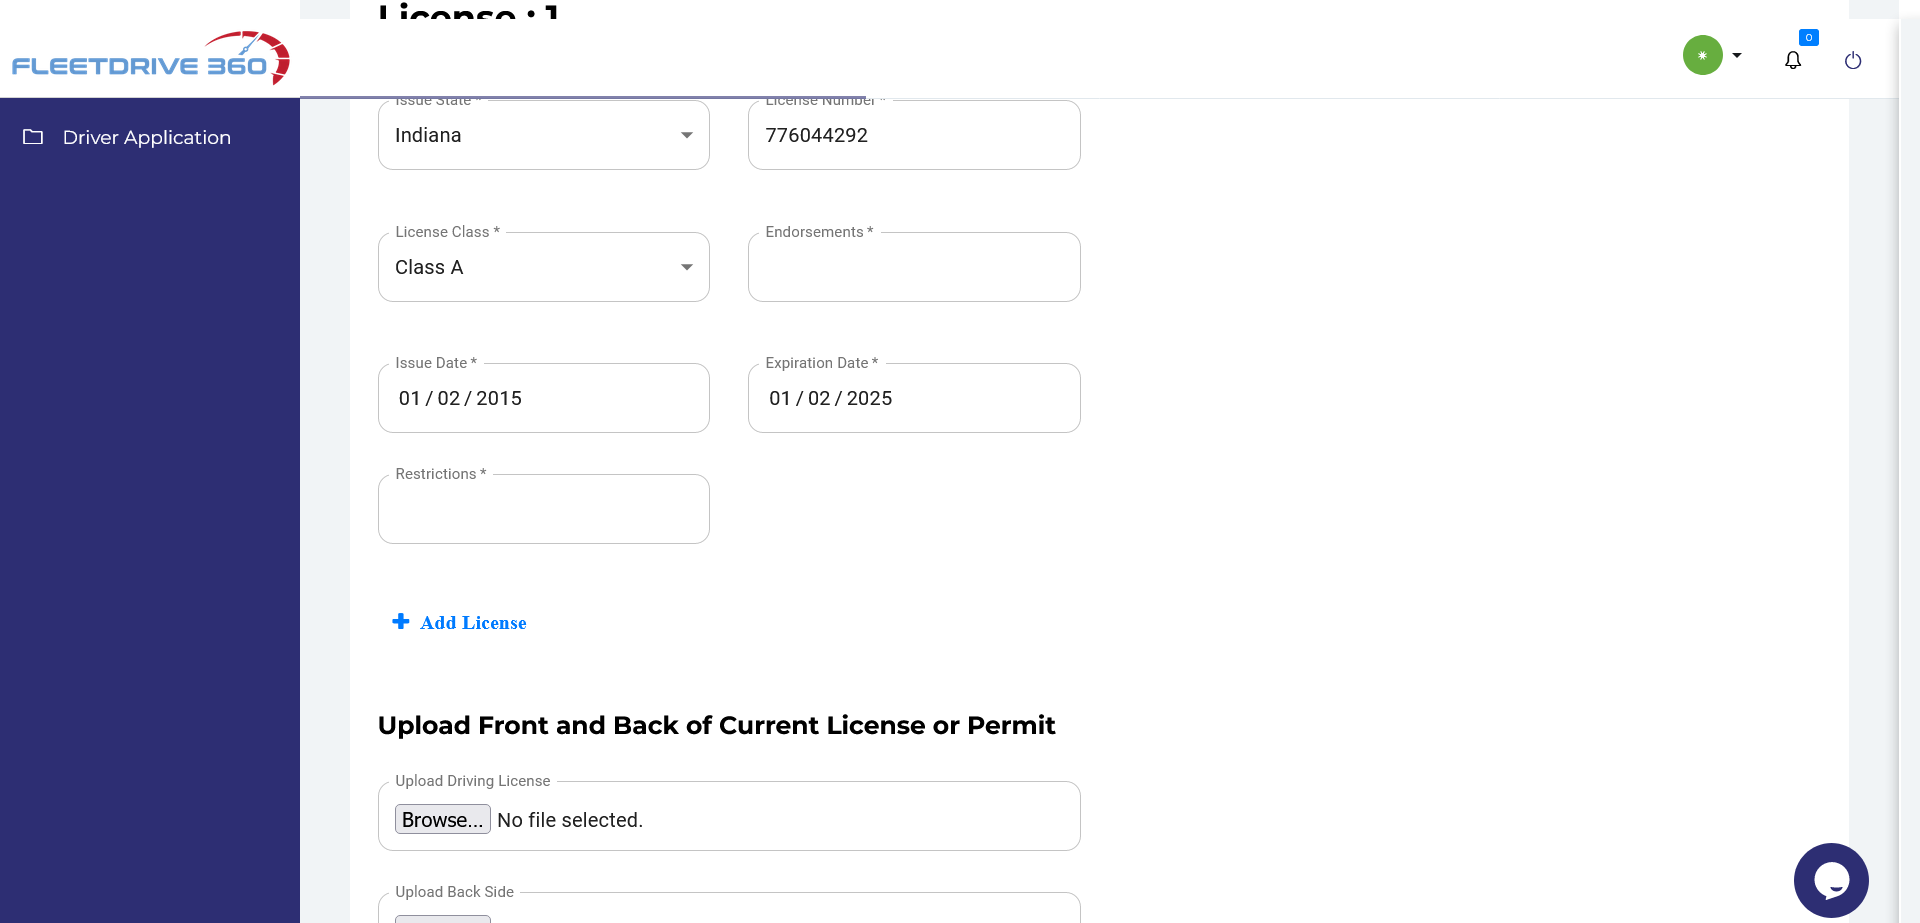 License : 1
FLEETDRIVE 360
0
Driver Application
Issue State *
License Number *
Indiana
776044292
License Class *
Endorsements *
Class A
Issue Date *
Expiration Date *
01 / 02 / 2015
01 / 02 / 2025
Restrictions *
Add License
Upload Front and Back of Current License or Permit
Upload Driving License
Browse... No file selected.
Upload Back Side